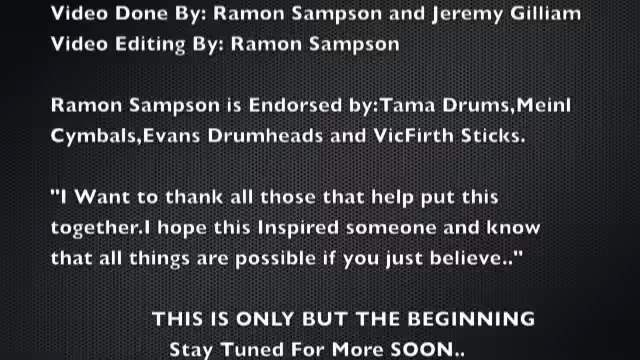 Video Done By: Ramon Sampson and Jeremy Gilliam
Video Editing By: Ramon Sampson
Ramon Sampson is Endorsed by:Tama Drums,Meinl
Cymbals,Evans Drumheads and VicFirth Sticks.
"I Want to thank all those that help put this
together.I hope this Inspired someone and know
that all things are possible if you just believe.."
THIS IS ONLY BUT THE BEGINNING
Stay Tuned For More SOON..